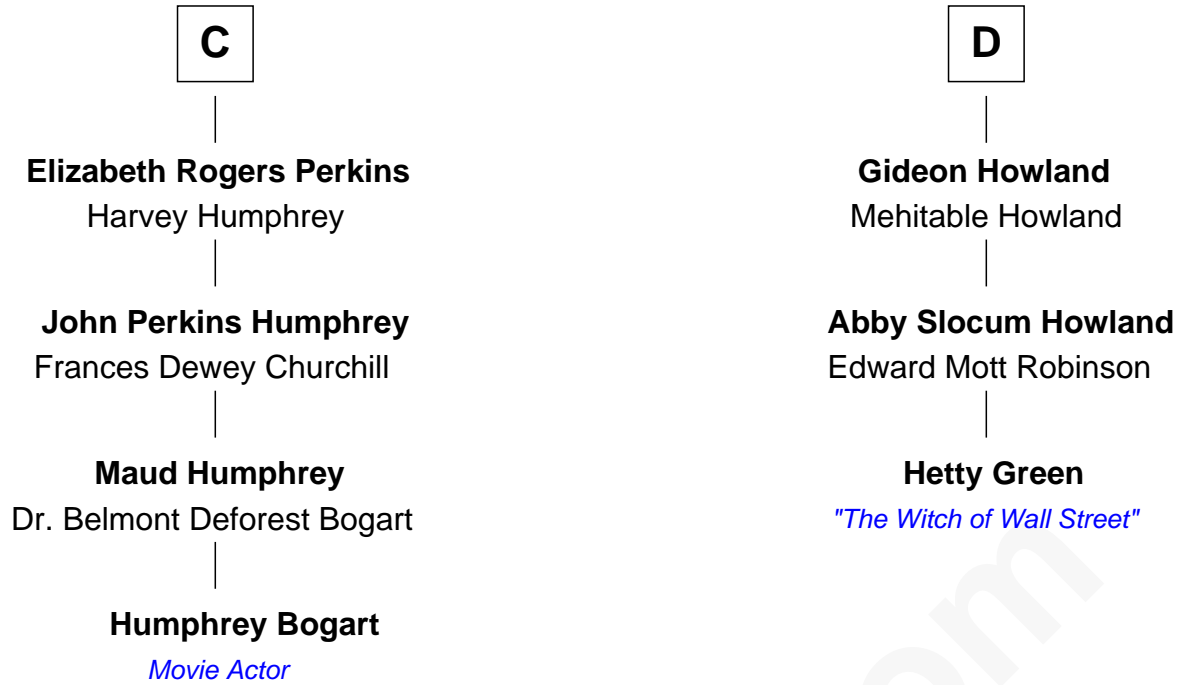 C
Elizabeth Rogers Perkins
Harvey Humphrey
John Perkins Humphrey
Frances Dewey Churchill
Maud Humphrey
Dr. Belmont Deforest Bogart
Humphrey Bogart
Movie Actor
D
Gideon Howland
Mehitable Howland
Abby Slocum Howland
Edward Mott Robinson
Hetty Green
"The Witch of Wall Street"
om